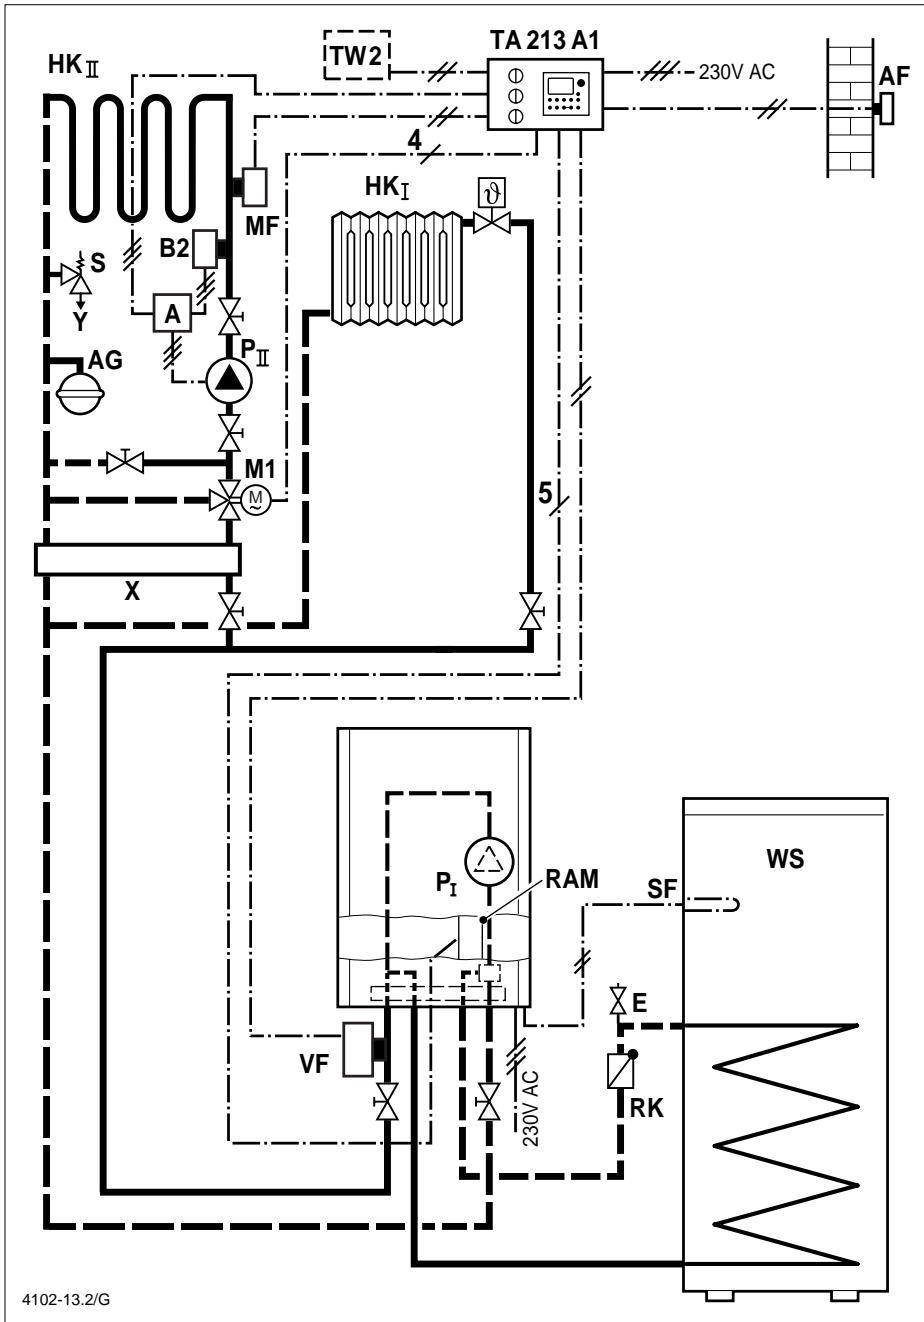 TA 213 A1
TW2
HK II
230V AC
AF
4
HK I
ϑ
MF
B2
S
A
Y
P II
AG
M1
M
~
5
X
WS
P I
RAM
SF
E
VF
230V AC
RK
4102-13.2/G